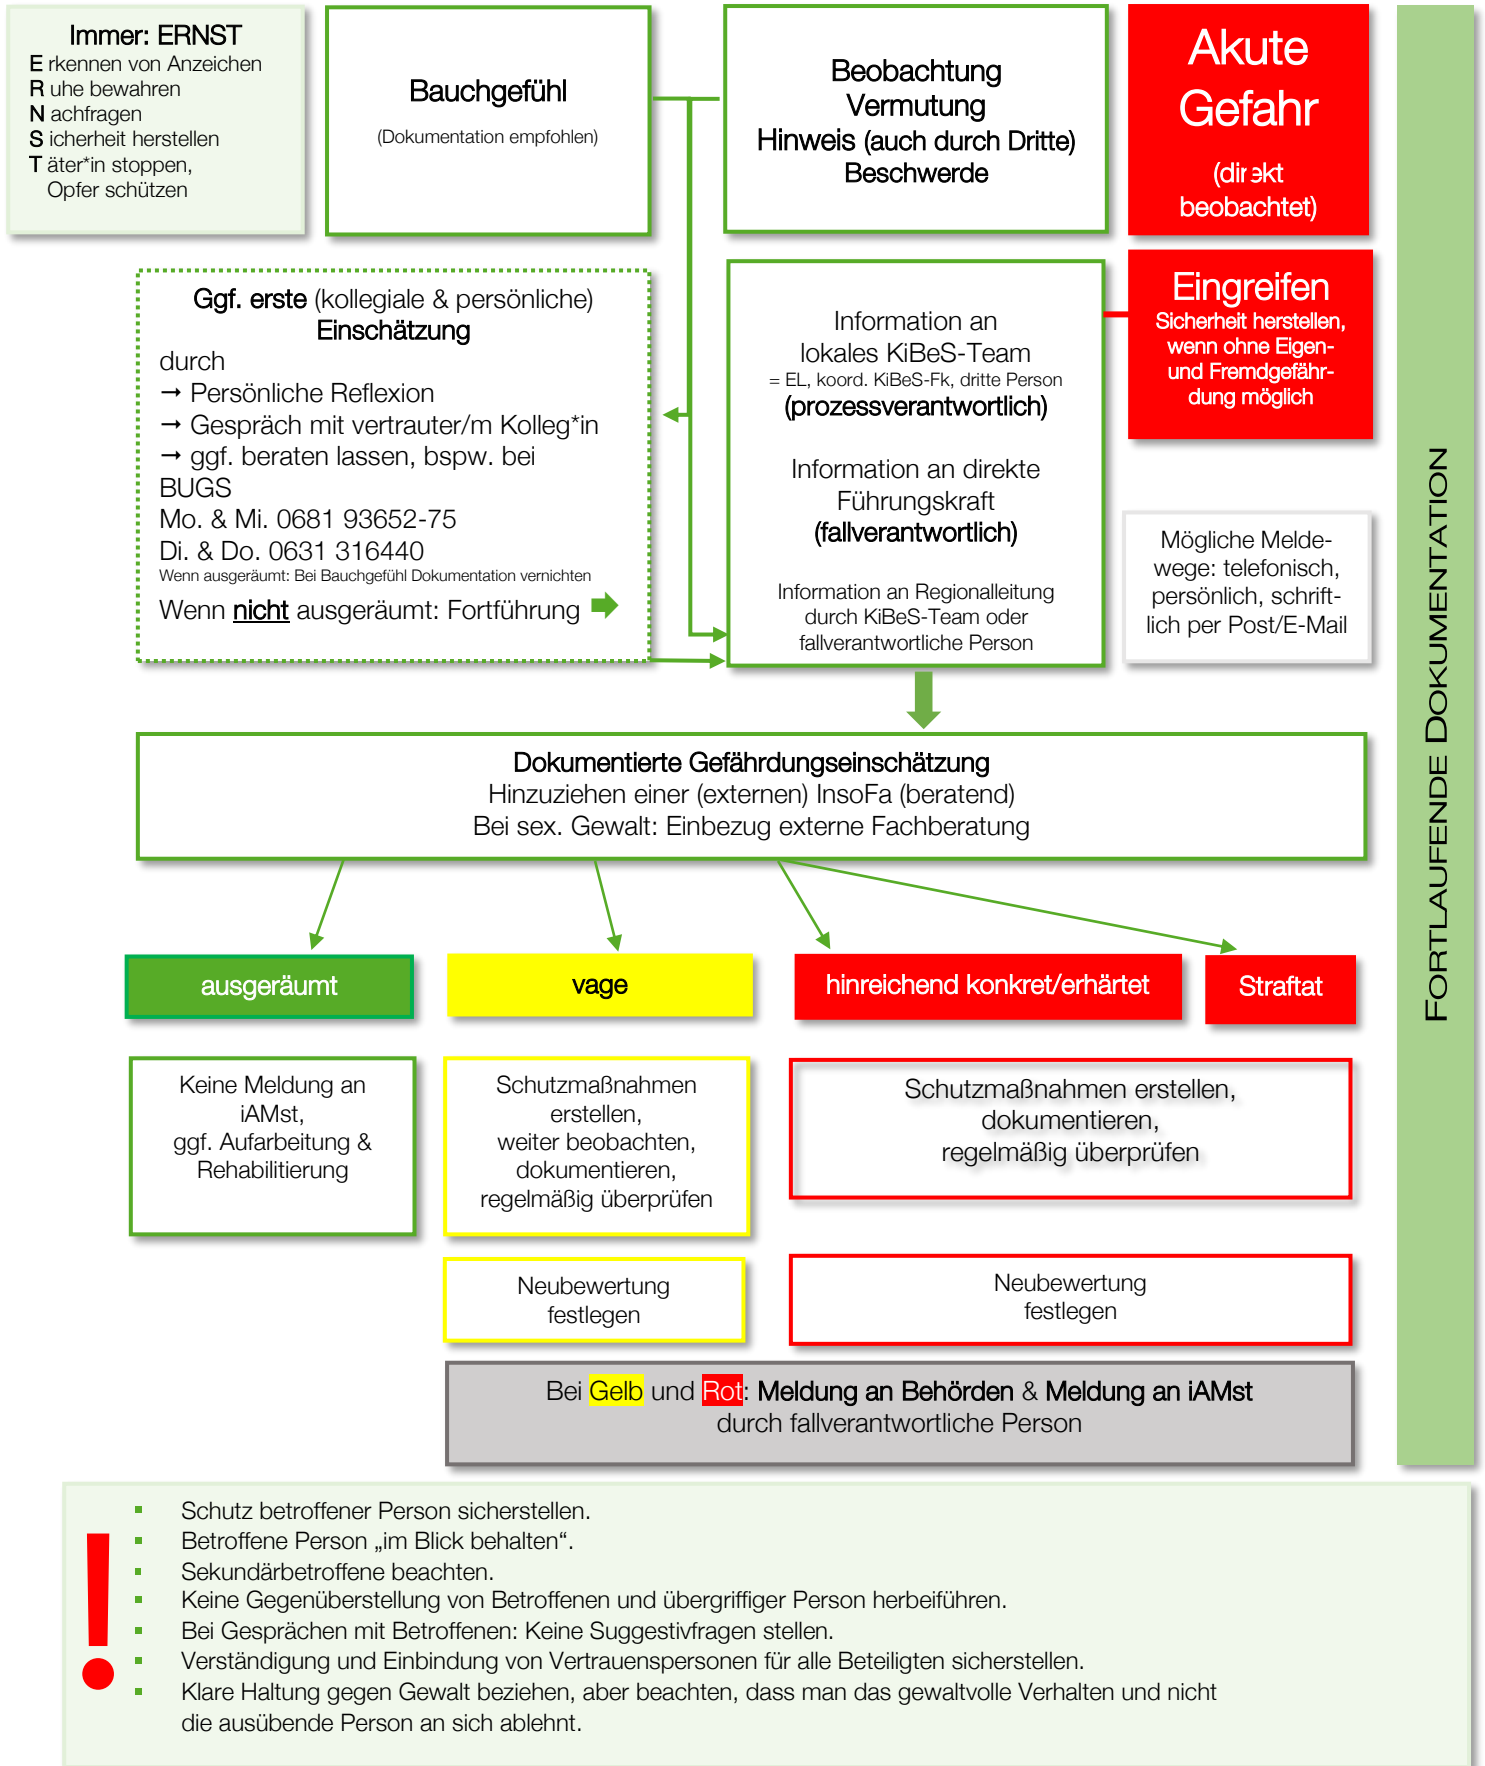 Immer: ERNST
E rkennen von Anzeichen
R uhe bewahren
N achfragen
S icherheit herstellen
T äter*in stoppen,
Opfer schützen
Bauchgefühl
(Dokumentation empfohlen)
Beobachtung
Vermutung
Hinweis (auch durch Dritte)
Beschwerde
Akute
Gefahr
(direkt
beobachtet)
Ggf. erste (kollegiale & persönliche)
Einschätzung
durch
→ Persönliche Reflexion
→ Gespräch mit vertrauter/m Kolleg*in
→ ggf. beraten lassen, bspw. bei
BUGS
Mo. & Mi. 0681 93652-75
Di. & Do. 0631 316440
Wenn ausgeräumt: Bei Bauchgefühl Dokumentation vernichten
Wenn nicht ausgeräumt: Fortführung
Information an
lokales KiBeS-Team
= EL, koord. KiBeS-Fk, dritte Person
(prozessverantwortlich)
Information an direkte
Führungskraft
(fallverantwortlich)
Information an Regionalleitung
durch KiBeS-Team oder
fallverantwortliche Person
Eingreifen
Sicherheit herstellen,
wenn ohne Eigen-
und Fremdgefähr-
dung möglich
Mögliche Melde-
wege: telefonisch,
persönlich, schrift-
lich per Post/E-Mail
FORTLAUFENDE DOKUMENTATION
Dokumentierte Gefährdungseinschätzung
Hinzuziehen einer (externen) InsoFa (beratend)
Bei sex. Gewalt: Einbezug externe Fachberatung
ausgeräumt
vage
hinreichend konkret/erhärtet
Straftat
Keine Meldung an
iAMst,
ggf. Aufarbeitung &
Rehabilitierung
Schutzmaßnahmen
erstellen,
weiter beobachten,
dokumentieren,
regelmäßig überprüfen
Schutzmaßnahmen erstellen,
dokumentieren,
regelmäßig überprüfen
Neubewertung
festlegen
Neubewertung
festlegen
Bei Gelb und Rot: Meldung an Behörden & Meldung an iAMst
durch fallverantwortliche Person
!
▪ Schutz betroffener Person sicherstellen.
▪ Betroffene Person „im Blick behalten“.
▪ Sekundärbetroffene beachten.
▪ Keine Gegenüberstellung von Betroffenen und übergriffiger Person herbeiführen.
▪ Bei Gesprächen mit Betroffenen: Keine Suggestivfragen stellen.
▪ Verständigung und Einbindung von Vertrauenspersonen für alle Beteiligten sicherstellen.
▪ Klare Haltung gegen Gewalt beziehen, aber beachten, dass man das gewaltvolle Verhalten und nicht
die ausübende Person an sich ablehnt.